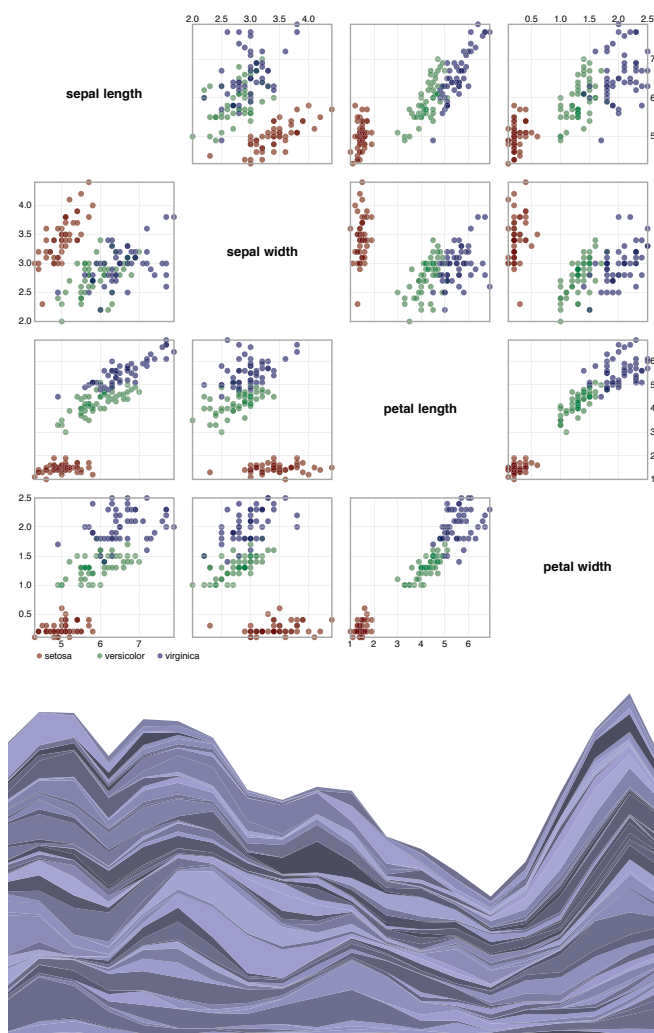 2.0 2.5 3.0 3.5 4.0
0.5 1.0 1.5 2.0 2.5
sepal length
7
6
5
4.0
3.5
3.0
2.5
2.0
sepal width
petal length
6
5
4
3
2
1
2.5
2.0
1.5
1.0
0.5
petal width
5 6 7
1 2 3 4 5 6
setosa versicolor virginica